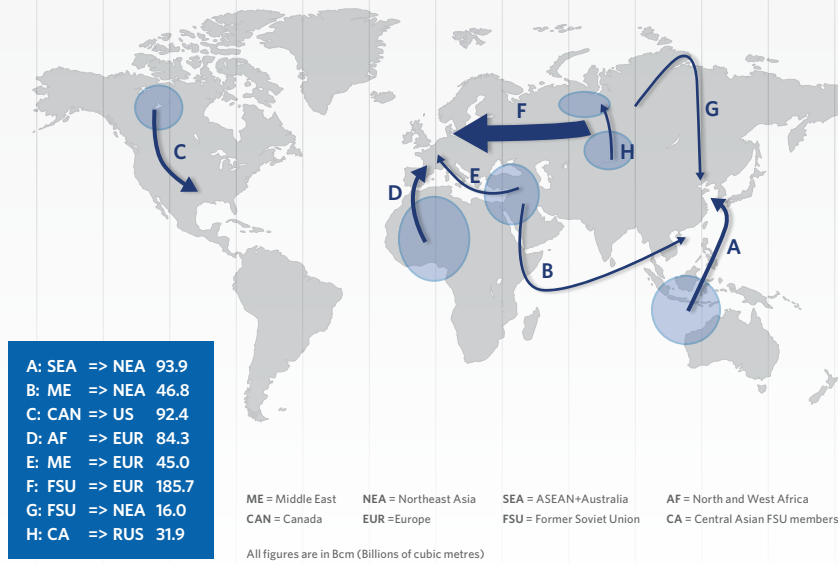 F
G
C
H
E
D
A
B
A: SEA => NEA 93.9
B: ME => NEA 46.8
C: CAN => US 92.4
D: AF => EUR 84.3
E: ME => EUR 45.0
F: FSU => EUR 185.7
G: FSU => NEA 16.0
H: CA => RUS 31.9
ME = Middle East NEA = Northeast Asia SEA = ASEAN+Australia AF = North and West Africa
CAN = Canada EUR =Europe FSU = Former Soviet Union CA = Central Asian FSU members
All figures are in Bcm (Billions of cubic metres)